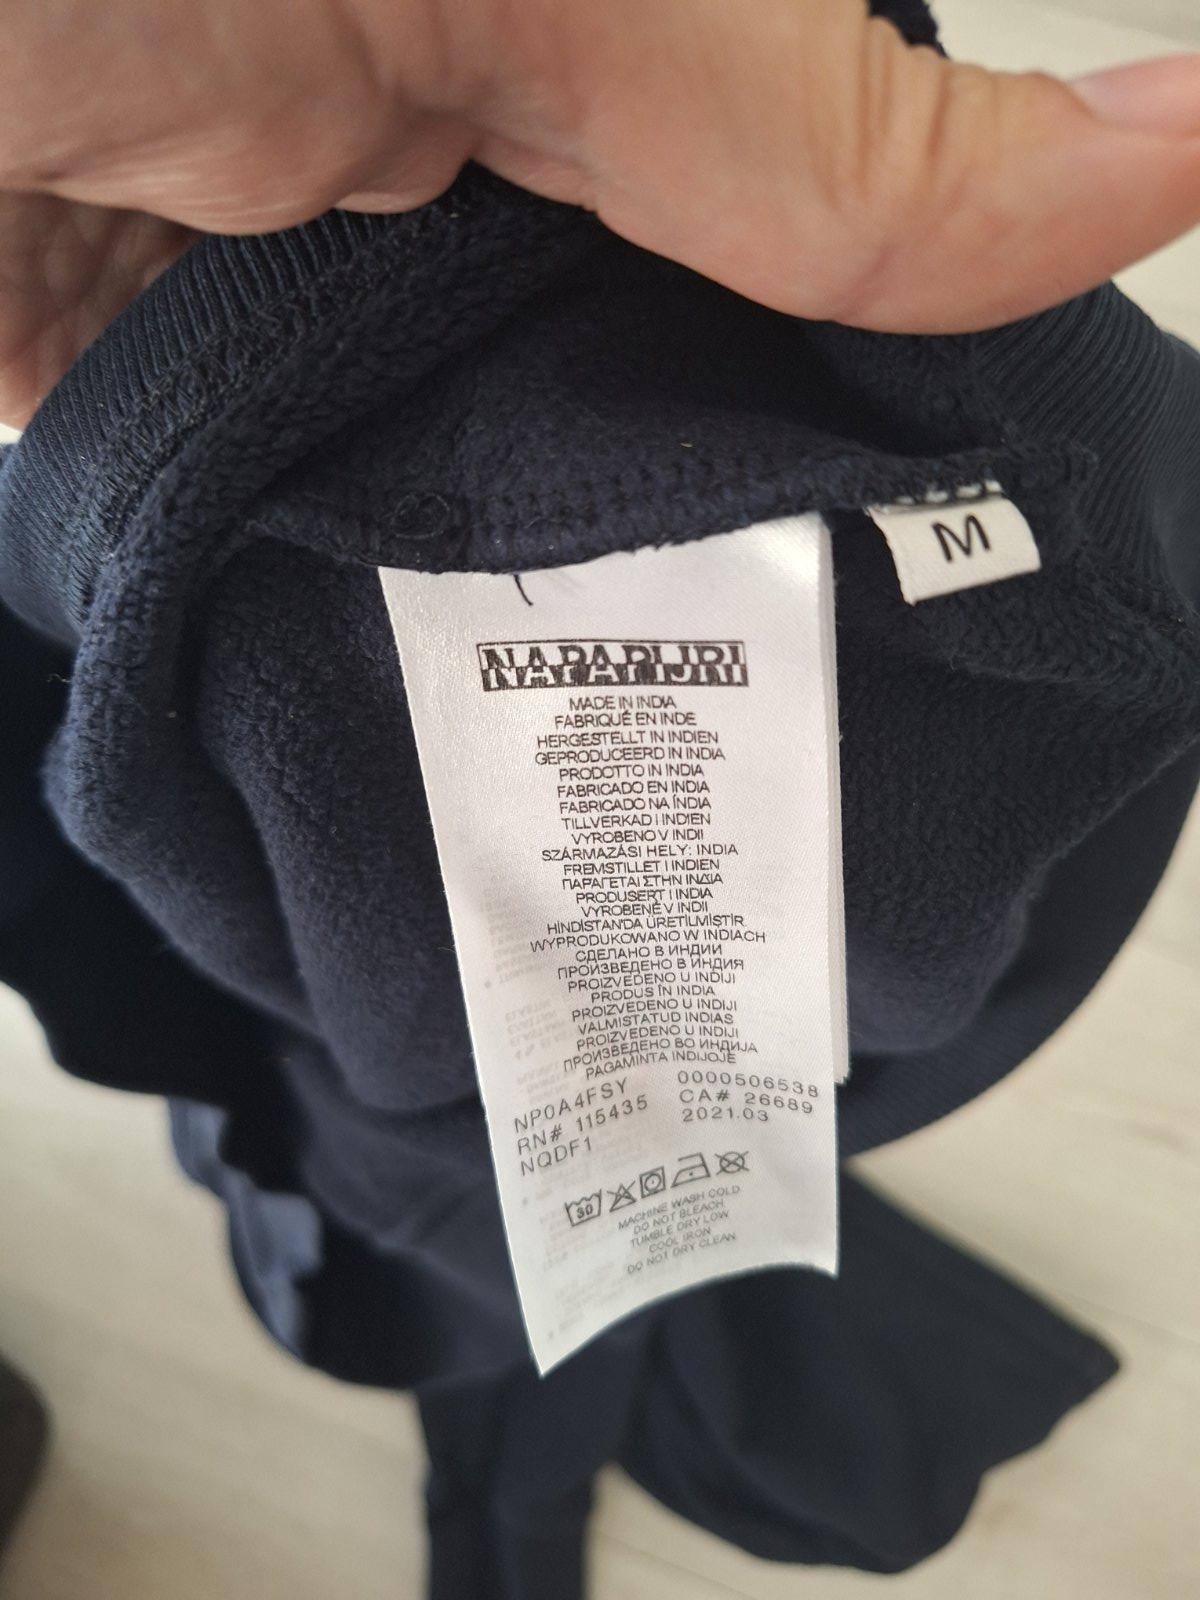 M
NAPAPIJRI
MADE IN INDIA
FABRIQUÉ EN INDE
HERGESTELLT IN INDIEN
GEPRODUCEERD IN INDIA
PRODOTTO IN INDIA
FABRICADO EN INDIA
FABRICADO NA ÍNDIA
TILLVERKAD I INDIEN
VYROBENO V INDII
SZÁRMAZÁSI HELY: INDIA
FREMSTILLET I INDIEN
ΠΑΡΑΓΕΤΑΙ ΣΤΗΝ ΙΝΔΙΑ
PRODUSERT I INDIA
VYROBENÉ V INDII
HINDISTAN'DA ÜRETILMIŞTIR
WYPRODUKOWANO W INDIACH
СДЕЛАНО В ИНДИИ
ПРОИЗВЕДЕНО В ИНДИЯ
PROIZVEDENO U INDIJI
PRODUS ÎN INDIA
PROIZVEDENO U INDIJI
VALMISTATUD INDIAS
PROIZVEDENO U INDIJI
ПРОИЗВЕДЕНО ВО ИНДИЈА
PAGAMINTA INDIJOJE
NP0A4FSY 0000506538
RN# 115435 CA# 26689
NQDF1 2021.03
30
MACHINE WASH COLD
DO NOT BLEACH
TUMBLE DRY LOW
COOL IRON
DO NOT DRY CLEAN